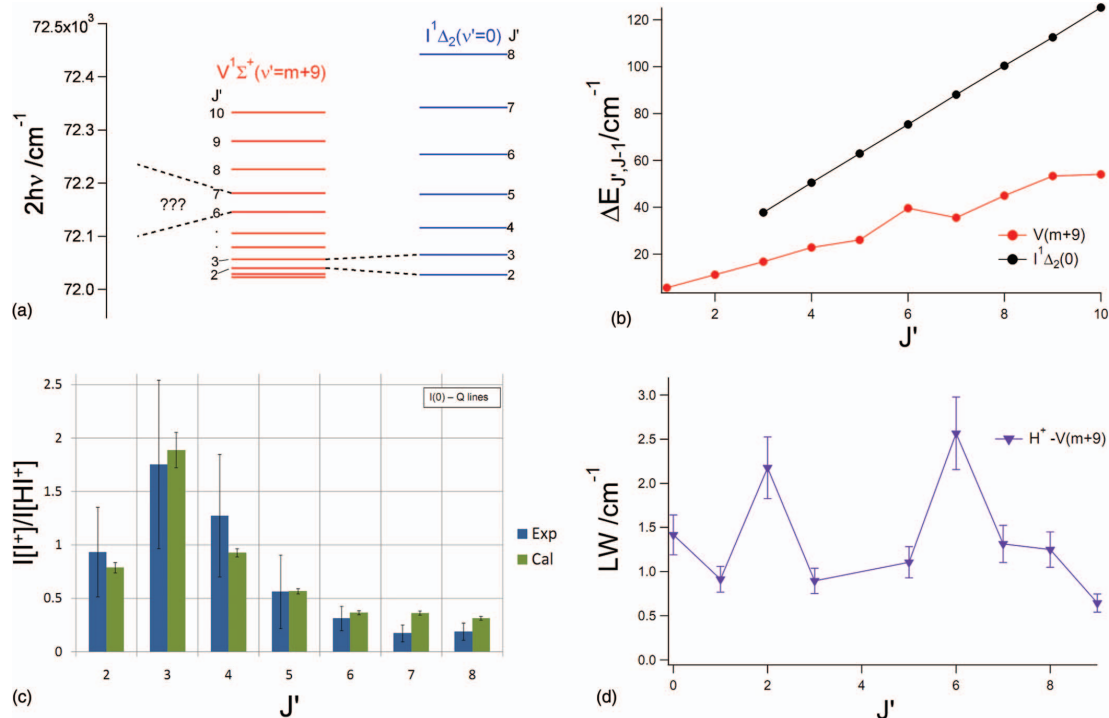 72.5x10³
72.4
72.3
72.2
72.1
72.0
2hν /cm⁻¹
V¹Σ⁺(ν'=m+9)
J'
10
9
8
7
6
.
.
3
2
???
I¹Δ₂(ν'=0) J'
8
7
6
5
4
3
2
(a)
120
100
80
60
40
20
ΔE_J',J-1/cm⁻¹
V(m+9)
I¹Δ₂(0)
2 4 6 8 10
J'
(b)
2.5
2
1.5
1
0.5
0
I[I⁺]/I[HI⁺]
I(0) – Q lines
Exp
Cal
2 3 4 5 6 7 8
J'
(c)
3.0
2.5
2.0
1.5
1.0
0.5
0.0
LW /cm⁻¹
H⁺ -V(m+9)
0 2 4 6 8
J'
(d)